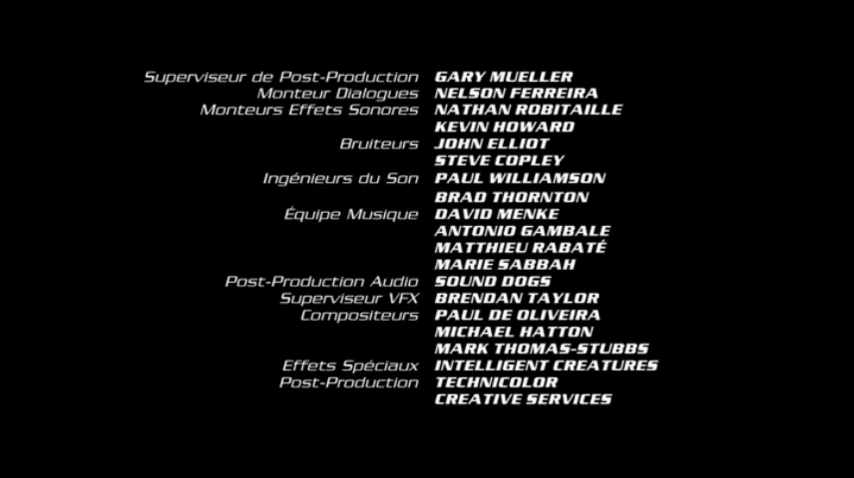 Superviseur de Post-Production GARY MUELLER
Monteur Dialogues NELSON FERREIRA
Monteurs Effets Sonores NATHAN ROBITAILLE
KEVIN HOWARD
Bruiteurs JOHN ELLIOT
STEVE COPLEY
Ingénieurs du Son PAUL WILLIAMSON
BRAD THORNTON
Équipe Musique DAVID MENKE
ANTONIO GAMBALE
MATTHIEU RABATÉ
MARIE SABBAH
Post-Production Audio SOUND DOGS
Superviseur VFX BRENDAN TAYLOR
Compositeurs PAUL DE OLIVEIRA
MICHAEL HATTON
MARK THOMAS-STUBBS
Effets Spéciaux INTELLIGENT CREATURES
Post-Production TECHNICOLOR
CREATIVE SERVICES